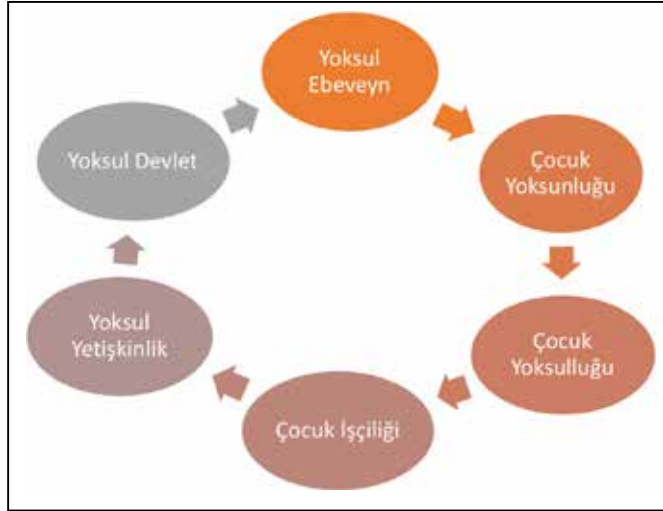 Yoksul
Ebeveyn
Çocuk
Yoksunluğu
Çocuk
Yoksulluğu
Çocuk İşçiliği
Yoksul
Yetişkinlik
Yoksul Devlet